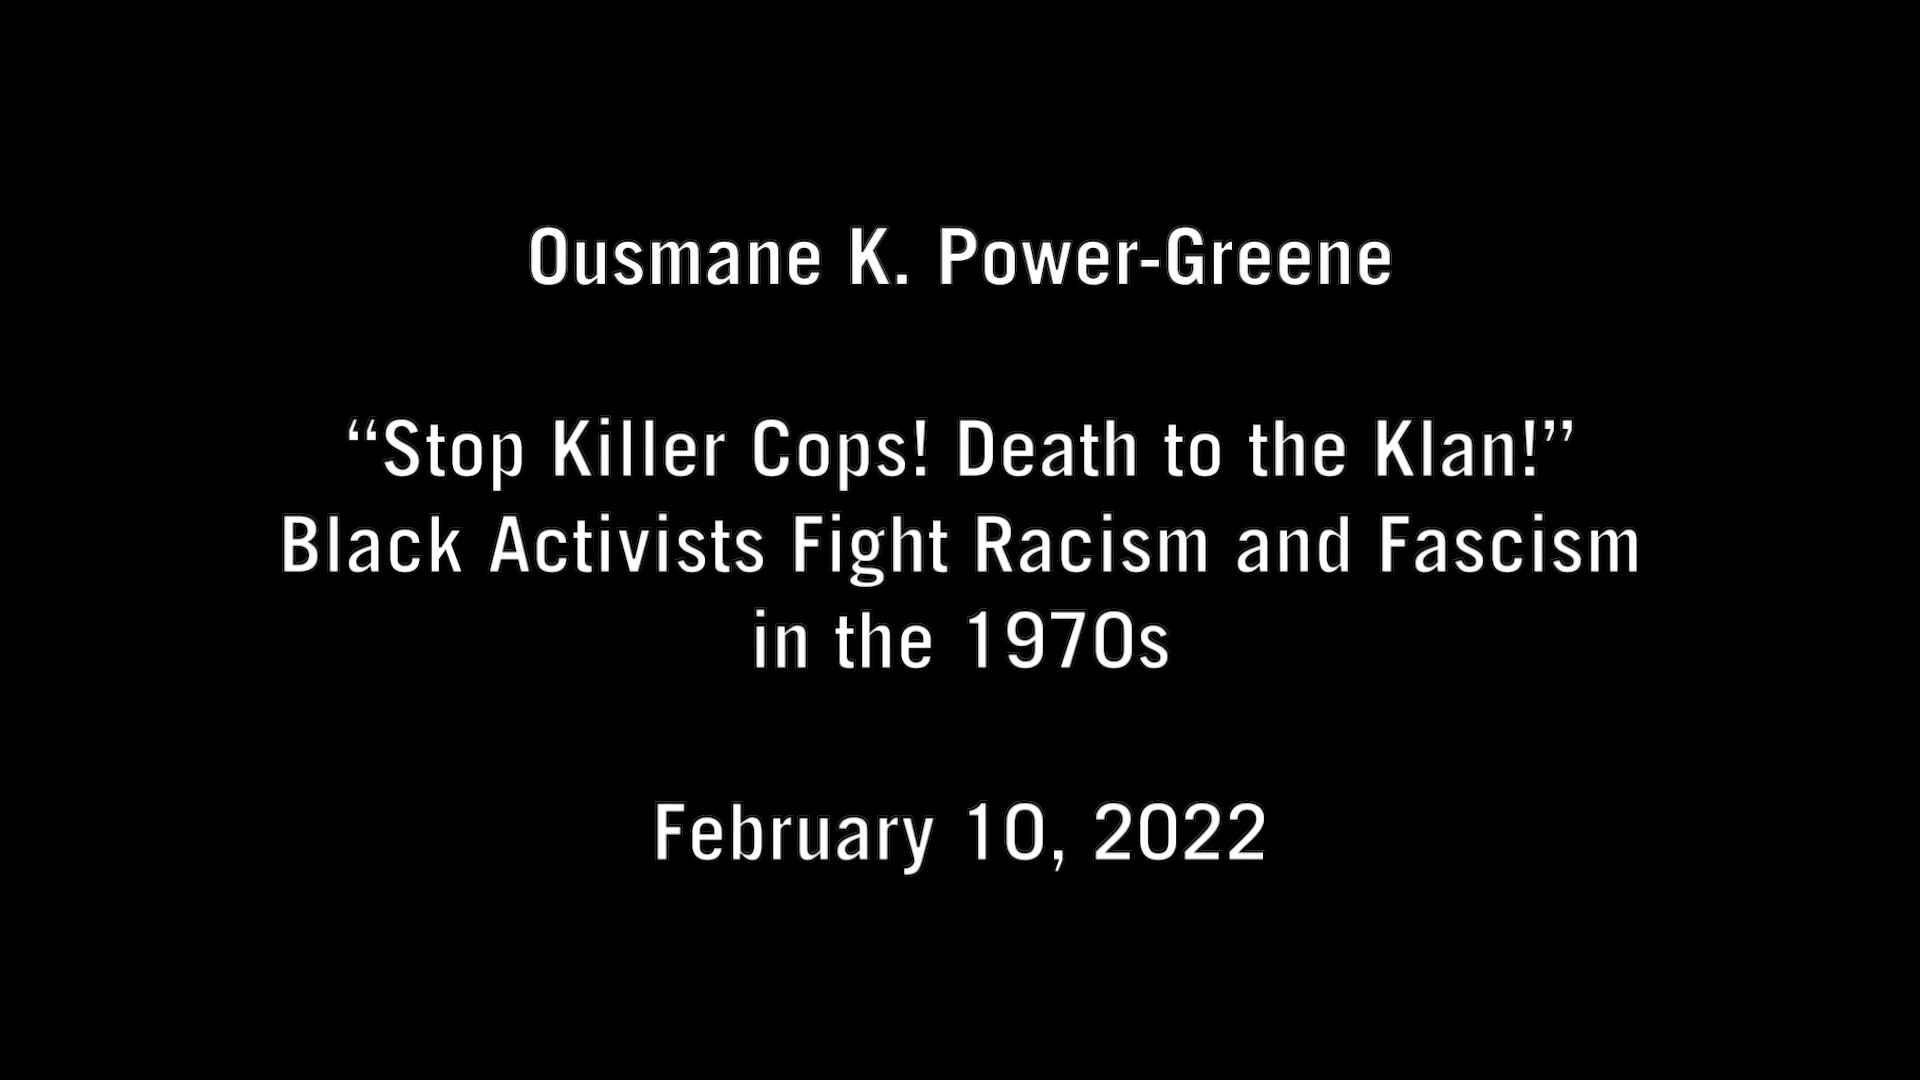 Ousmane K. Power-Greene
“Stop Killer Cops! Death to the Klan!”
Black Activists Fight Racism and Fascism
in the 1970s
February 10, 2022